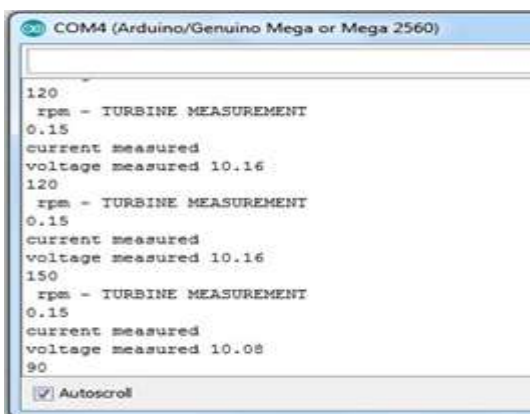 COM4 (Arduino/Genuino Mega or Mega 2560)
120
rpm - TURBINE MEASUREMENT
0.15
current measured
voltage measured 10.16
120
rpm - TURBINE MEASUREMENT
0.15
current measured
voltage measured 10.16
150
rpm - TURBINE MEASUREMENT
0.15
current measured
voltage measured 10.08
90
Autoscroll